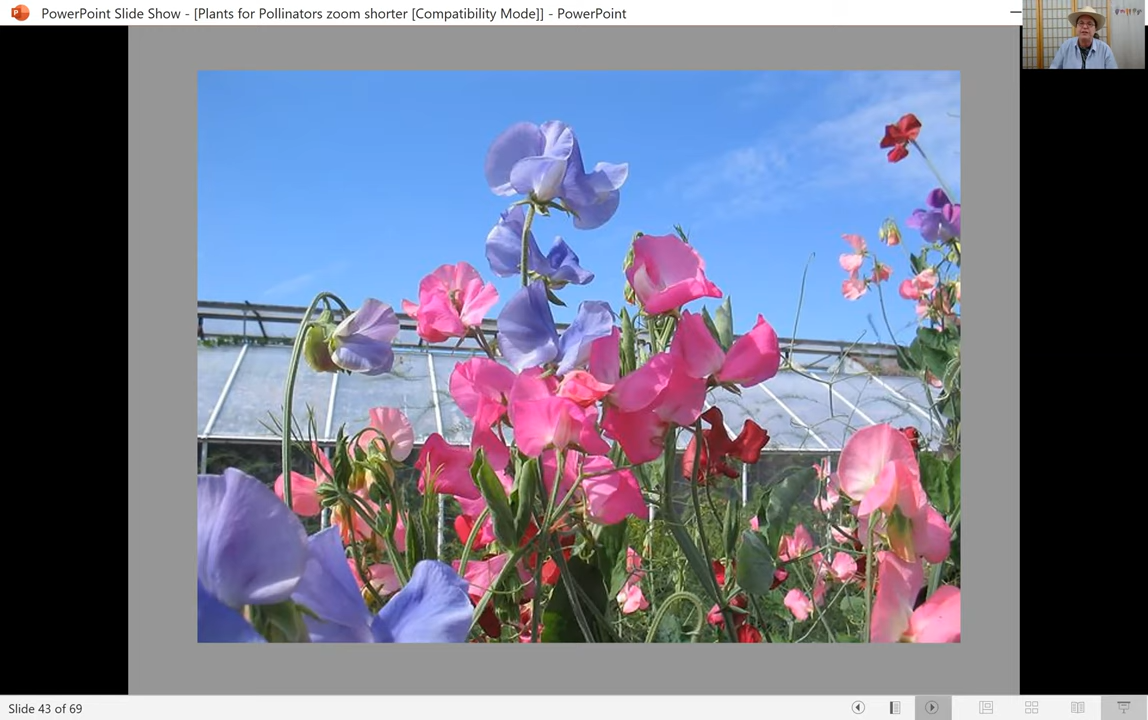 PowerPoint Slide Show - [Plants for Pollinators zoom shorter [Compatibility Mode]] - PowerPoint
Slide 43 of 69